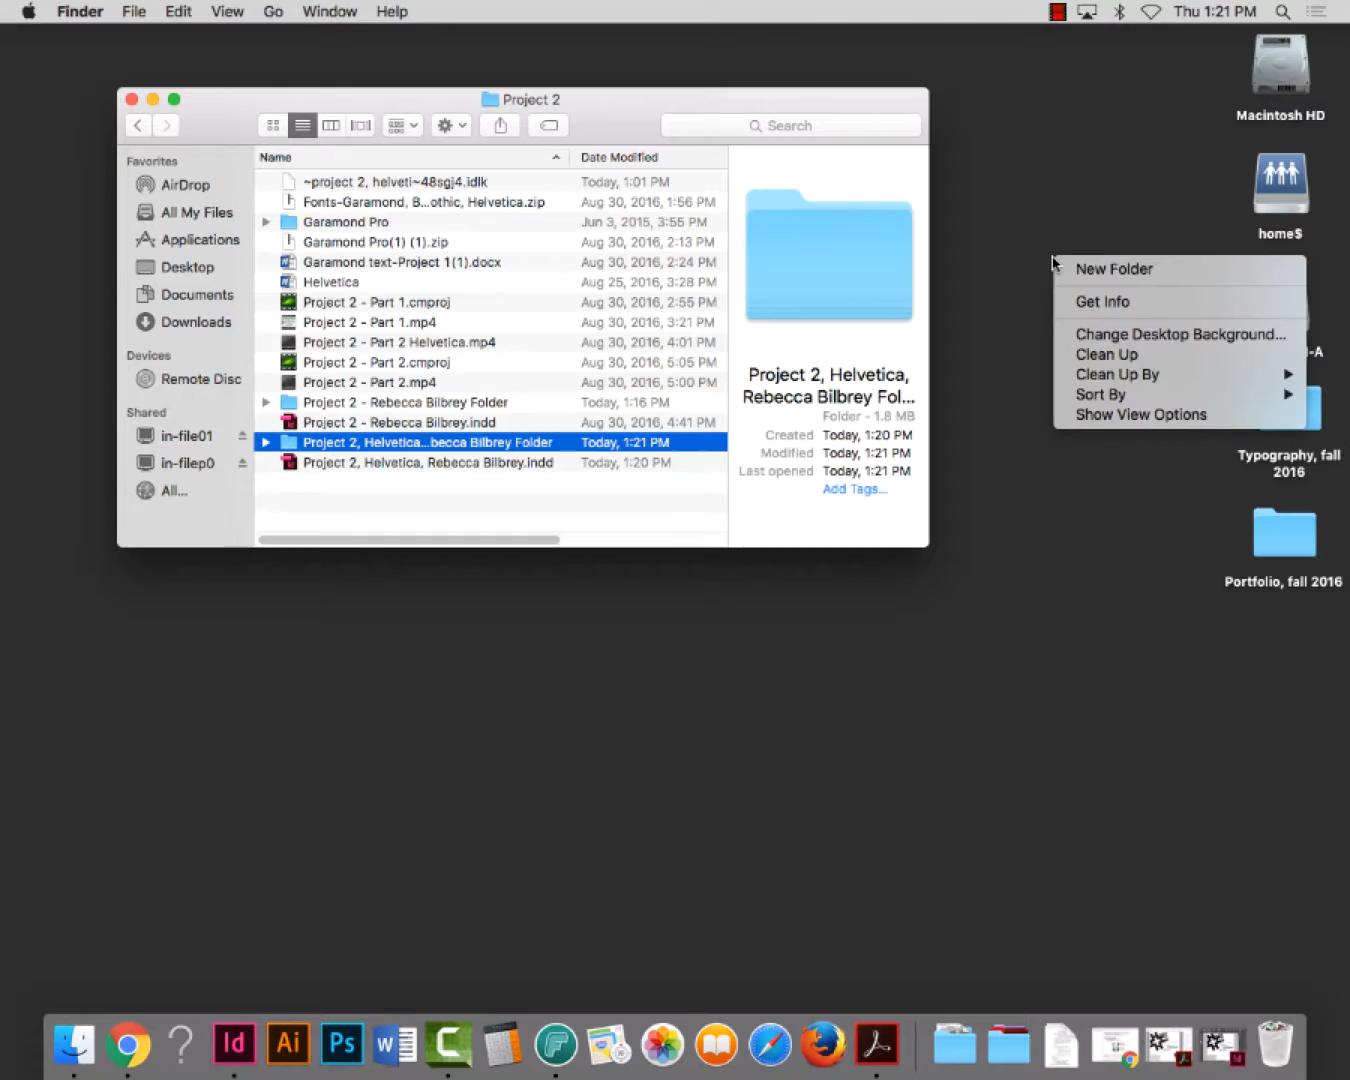 Finder File Edit View Go Window Help
Thu 1:21 PM
Project 2
Search
Favorites
AirDrop
All My Files
Applications
Desktop
Documents
Downloads
Devices
Remote Disc
Shared
in-file01
in-filep0
All...
Name Date Modified
~project 2, helveti~48sgj4.idlk Today, 1:01 PM
Fonts-Garamond, B...othic, Helvetica.zip Aug 30, 2016, 1:56 PM
Garamond Pro Jun 3, 2015, 3:55 PM
Garamond Pro(1) (1).zip Aug 30, 2016, 2:13 PM
Garamond text-Project 1(1).docx Aug 30, 2016, 2:24 PM
Helvetica Aug 25, 2016, 3:28 PM
Project 2 - Part 1.cmproj Aug 30, 2016, 2:55 PM
Project 2 - Part 1.mp4 Aug 30, 2016, 3:21 PM
Project 2 - Part 2 Helvetica.mp4 Aug 30, 2016, 4:01 PM
Project 2 - Part 2.cmproj Aug 30, 2016, 5:05 PM
Project 2 - Part 2.mp4 Aug 30, 2016, 5:00 PM
Project 2 - Rebecca Bilbrey Folder Today, 1:16 PM
Project 2 - Rebecca Bilbrey.indd Aug 30, 2016, 4:41 PM
Project 2, Helvetica...becca Bilbrey Folder Today, 1:21 PM
Project 2, Helvetica, Rebecca Bilbrey.indd Today, 1:20 PM
Project 2, Helvetica,
Rebecca Bilbrey Fol...
Folder - 1.8 MB
Created Today, 1:20 PM
Modified Today, 1:21 PM
Last opened Today, 1:21 PM
Add Tags...
Macintosh HD
home$
New Folder
Get Info
Change Desktop Background...
Clean Up
Clean Up By
Sort By
Show View Options
-A
Typography, fall
2016
Portfolio, fall 2016
?
Id
Ai
Ps
W
C